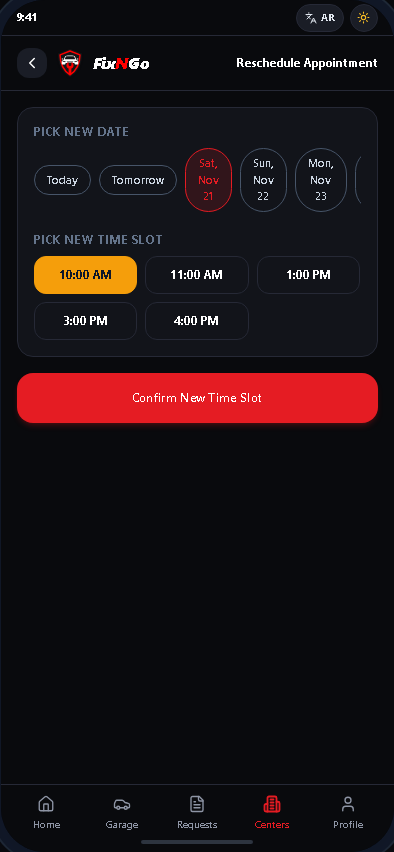 9:41
AR
FixNGo
Reschedule Appointment
PICK NEW DATE
Today
Tomorrow
Sat,
Nov
21
Sun,
Nov
22
Mon,
Nov
23
PICK NEW TIME SLOT
10:00 AM
11:00 AM
1:00 PM
3:00 PM
4:00 PM
Confirm New Time Slot
Home
Garage
Requests
Centers
Profile